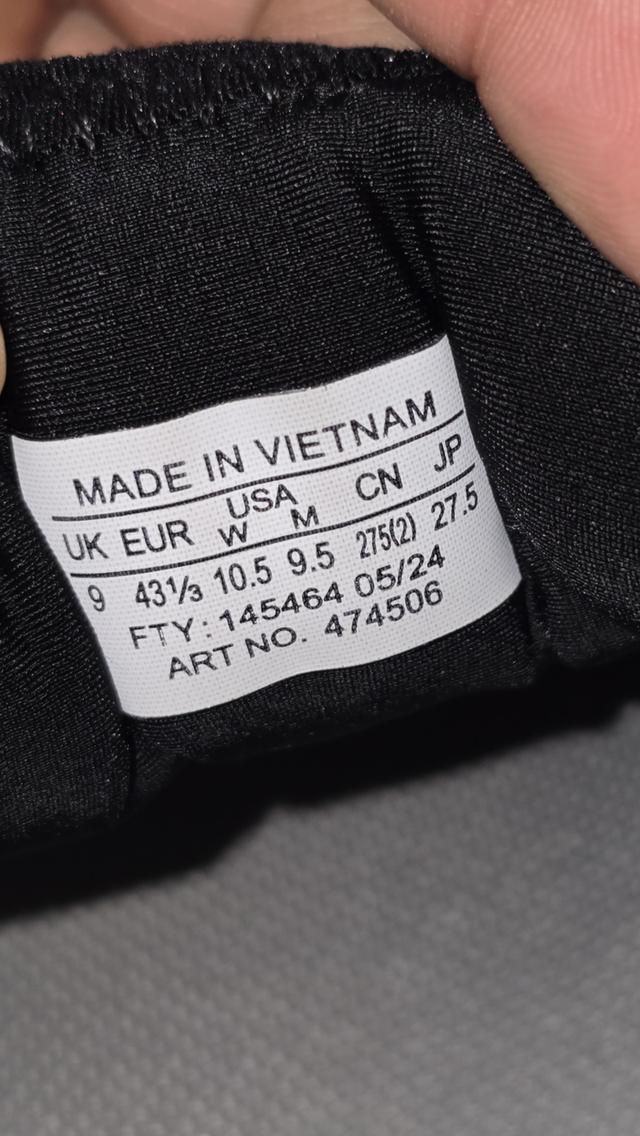 MADE IN VIETNAM
UK EUR USA CN JP
W M
9 43⅓ 10.5 9.5 275(2) 27.5
FTY: 145464 05/24
ART NO. 474506